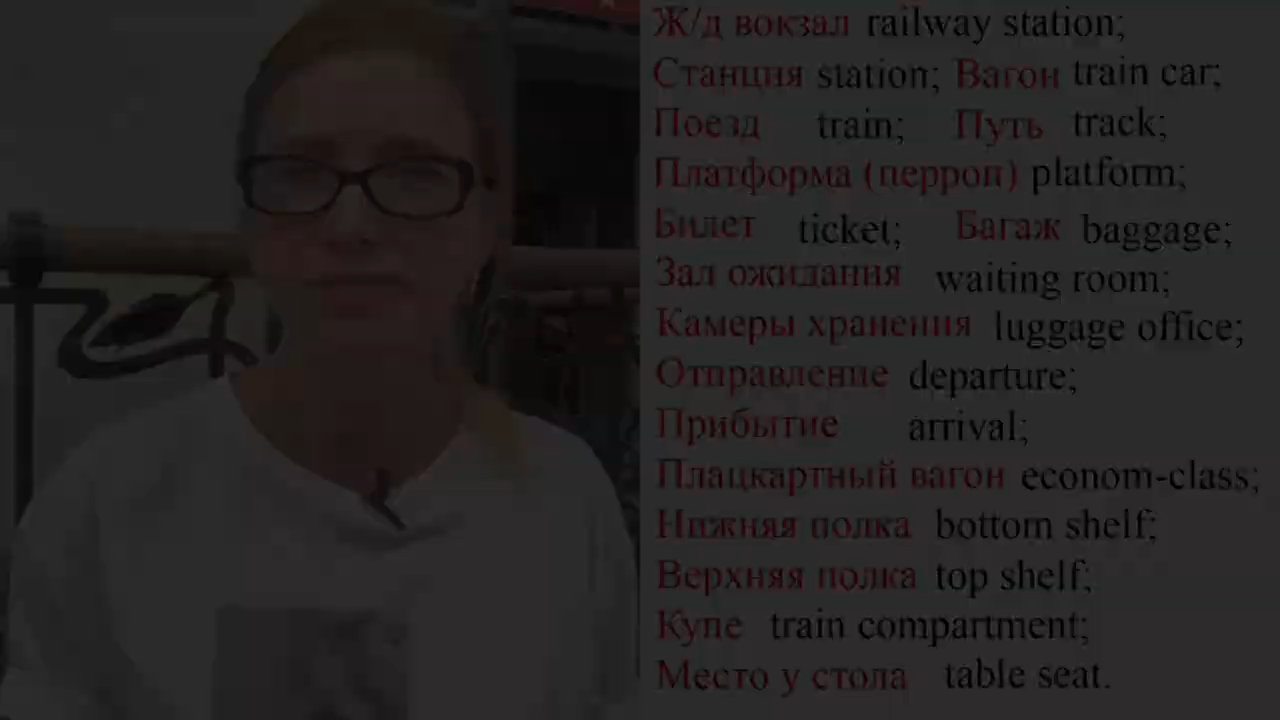 Ж/д вокзал railway station;
Станция station; Вагон train car;
Поезд train; Путь track;
Платформа (перрон) platform;
Билет ticket; Багаж baggage;
Зал ожидания waiting room;
Камеры хранения luggage office;
Отправление departure;
Прибытие arrival;
Плацкартный вагон econom-class;
Нижняя полка bottom shelf;
Верхняя полка top shelf;
Купе train compartment;
Место у стола table seat.